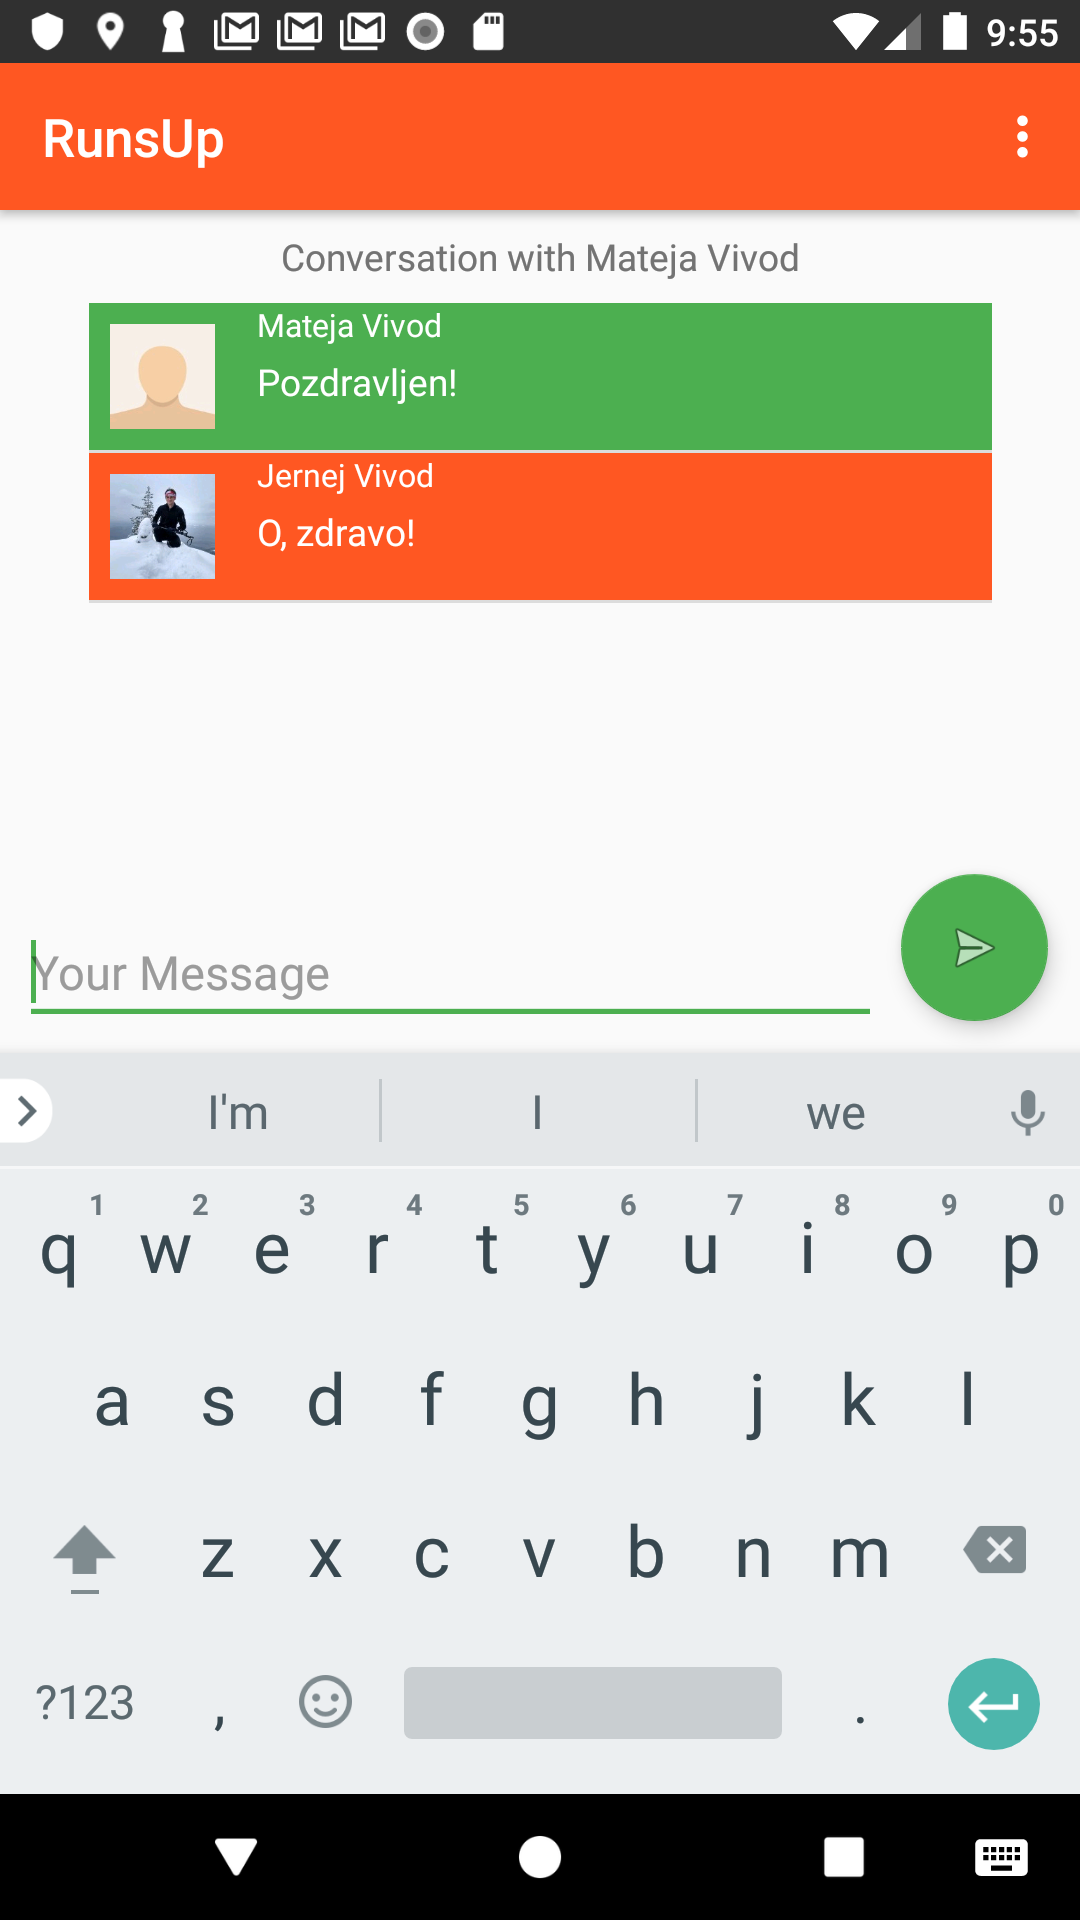 9:55
RunsUp
Conversation with Mateja Vivod
Mateja Vivod
Pozdravljen!
Jernej Vivod
O, zdravo!
Your Message
I'm I we
1 2 3 4 5 6 7 8 9 0
q w e r t y u i o p
a s d f g h j k l
z x c v b n m
?123 , .